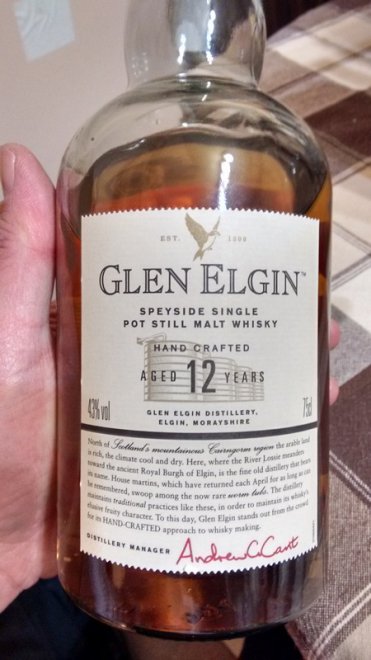 EST. 1898
GLEN ELGIN™
SPEYSIDE SINGLE
POT STILL MALT WHISKY
HAND CRAFTED
AGED 12 YEARS
43% vol
75cl
GLEN ELGIN DISTILLERY,
ELGIN, MORAYSHIRE
North of Scotland's mountainous Cairngorm region the arable land
is rich, the climate cool and dry. Here, where the River Lossie meanders
toward the ancient Royal Burgh of Elgin, is the fine old distillery that bears
its name. House martins, which have returned each April for as long as can
be remembered, swoop among the now rare worm tubs. The distillery
maintains traditional practices like these, in order to maintain its whisky's
elusive fruity character. To this day, Glen Elgin stands out from the crowd
for its HAND-CRAFTED approach to whisky making.
DISTILLERY MANAGER Andrew C Cant